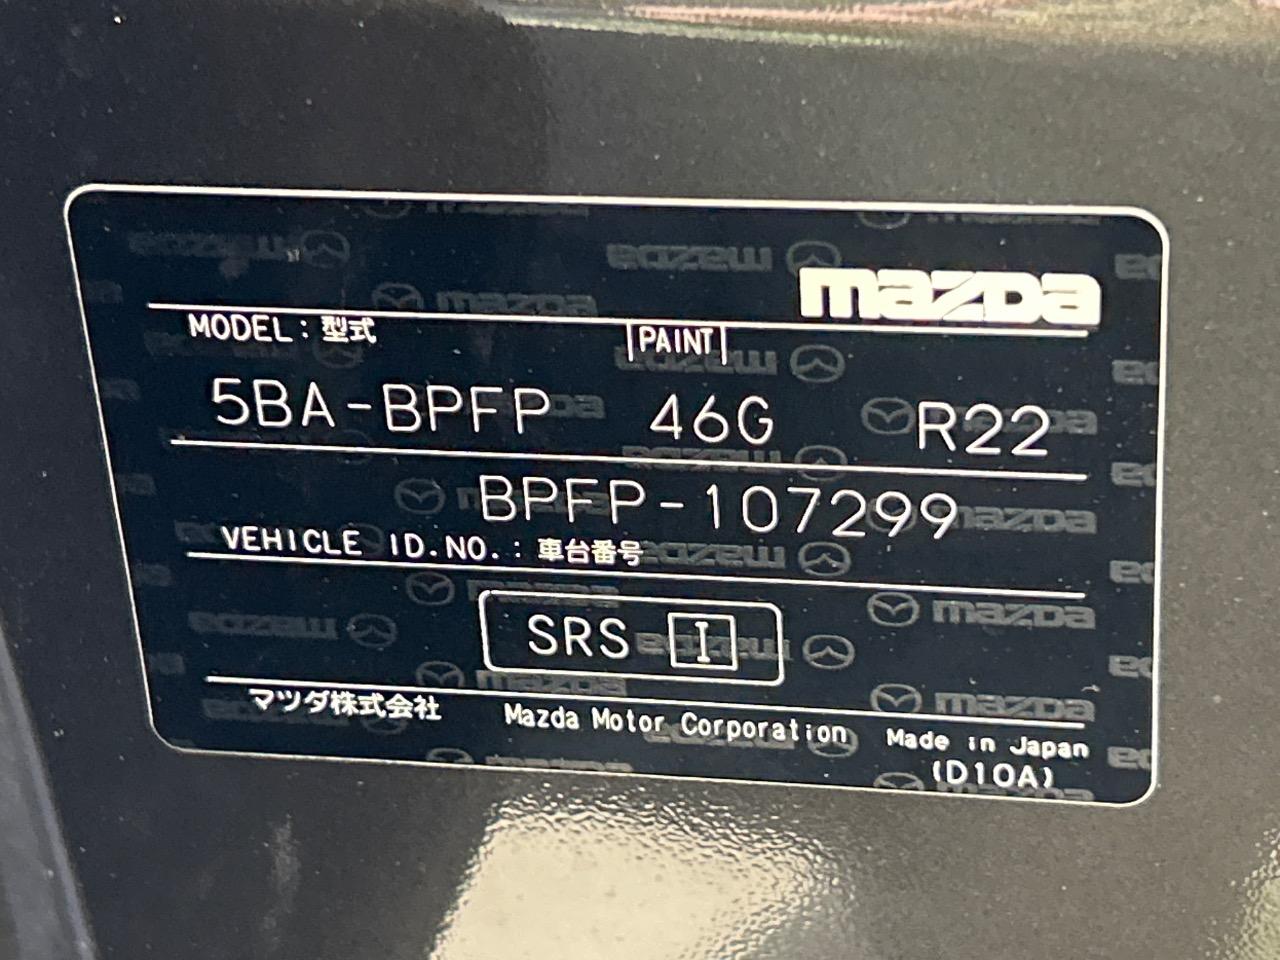 mazda
MODEL：型式 PAINT
5BA-BPFP 46G R22
BPFP-107299
VEHICLE ID.NO.：車台番号
SRS I
マツダ株式会社 Mazda Motor Corporation Made in Japan
(D10A)